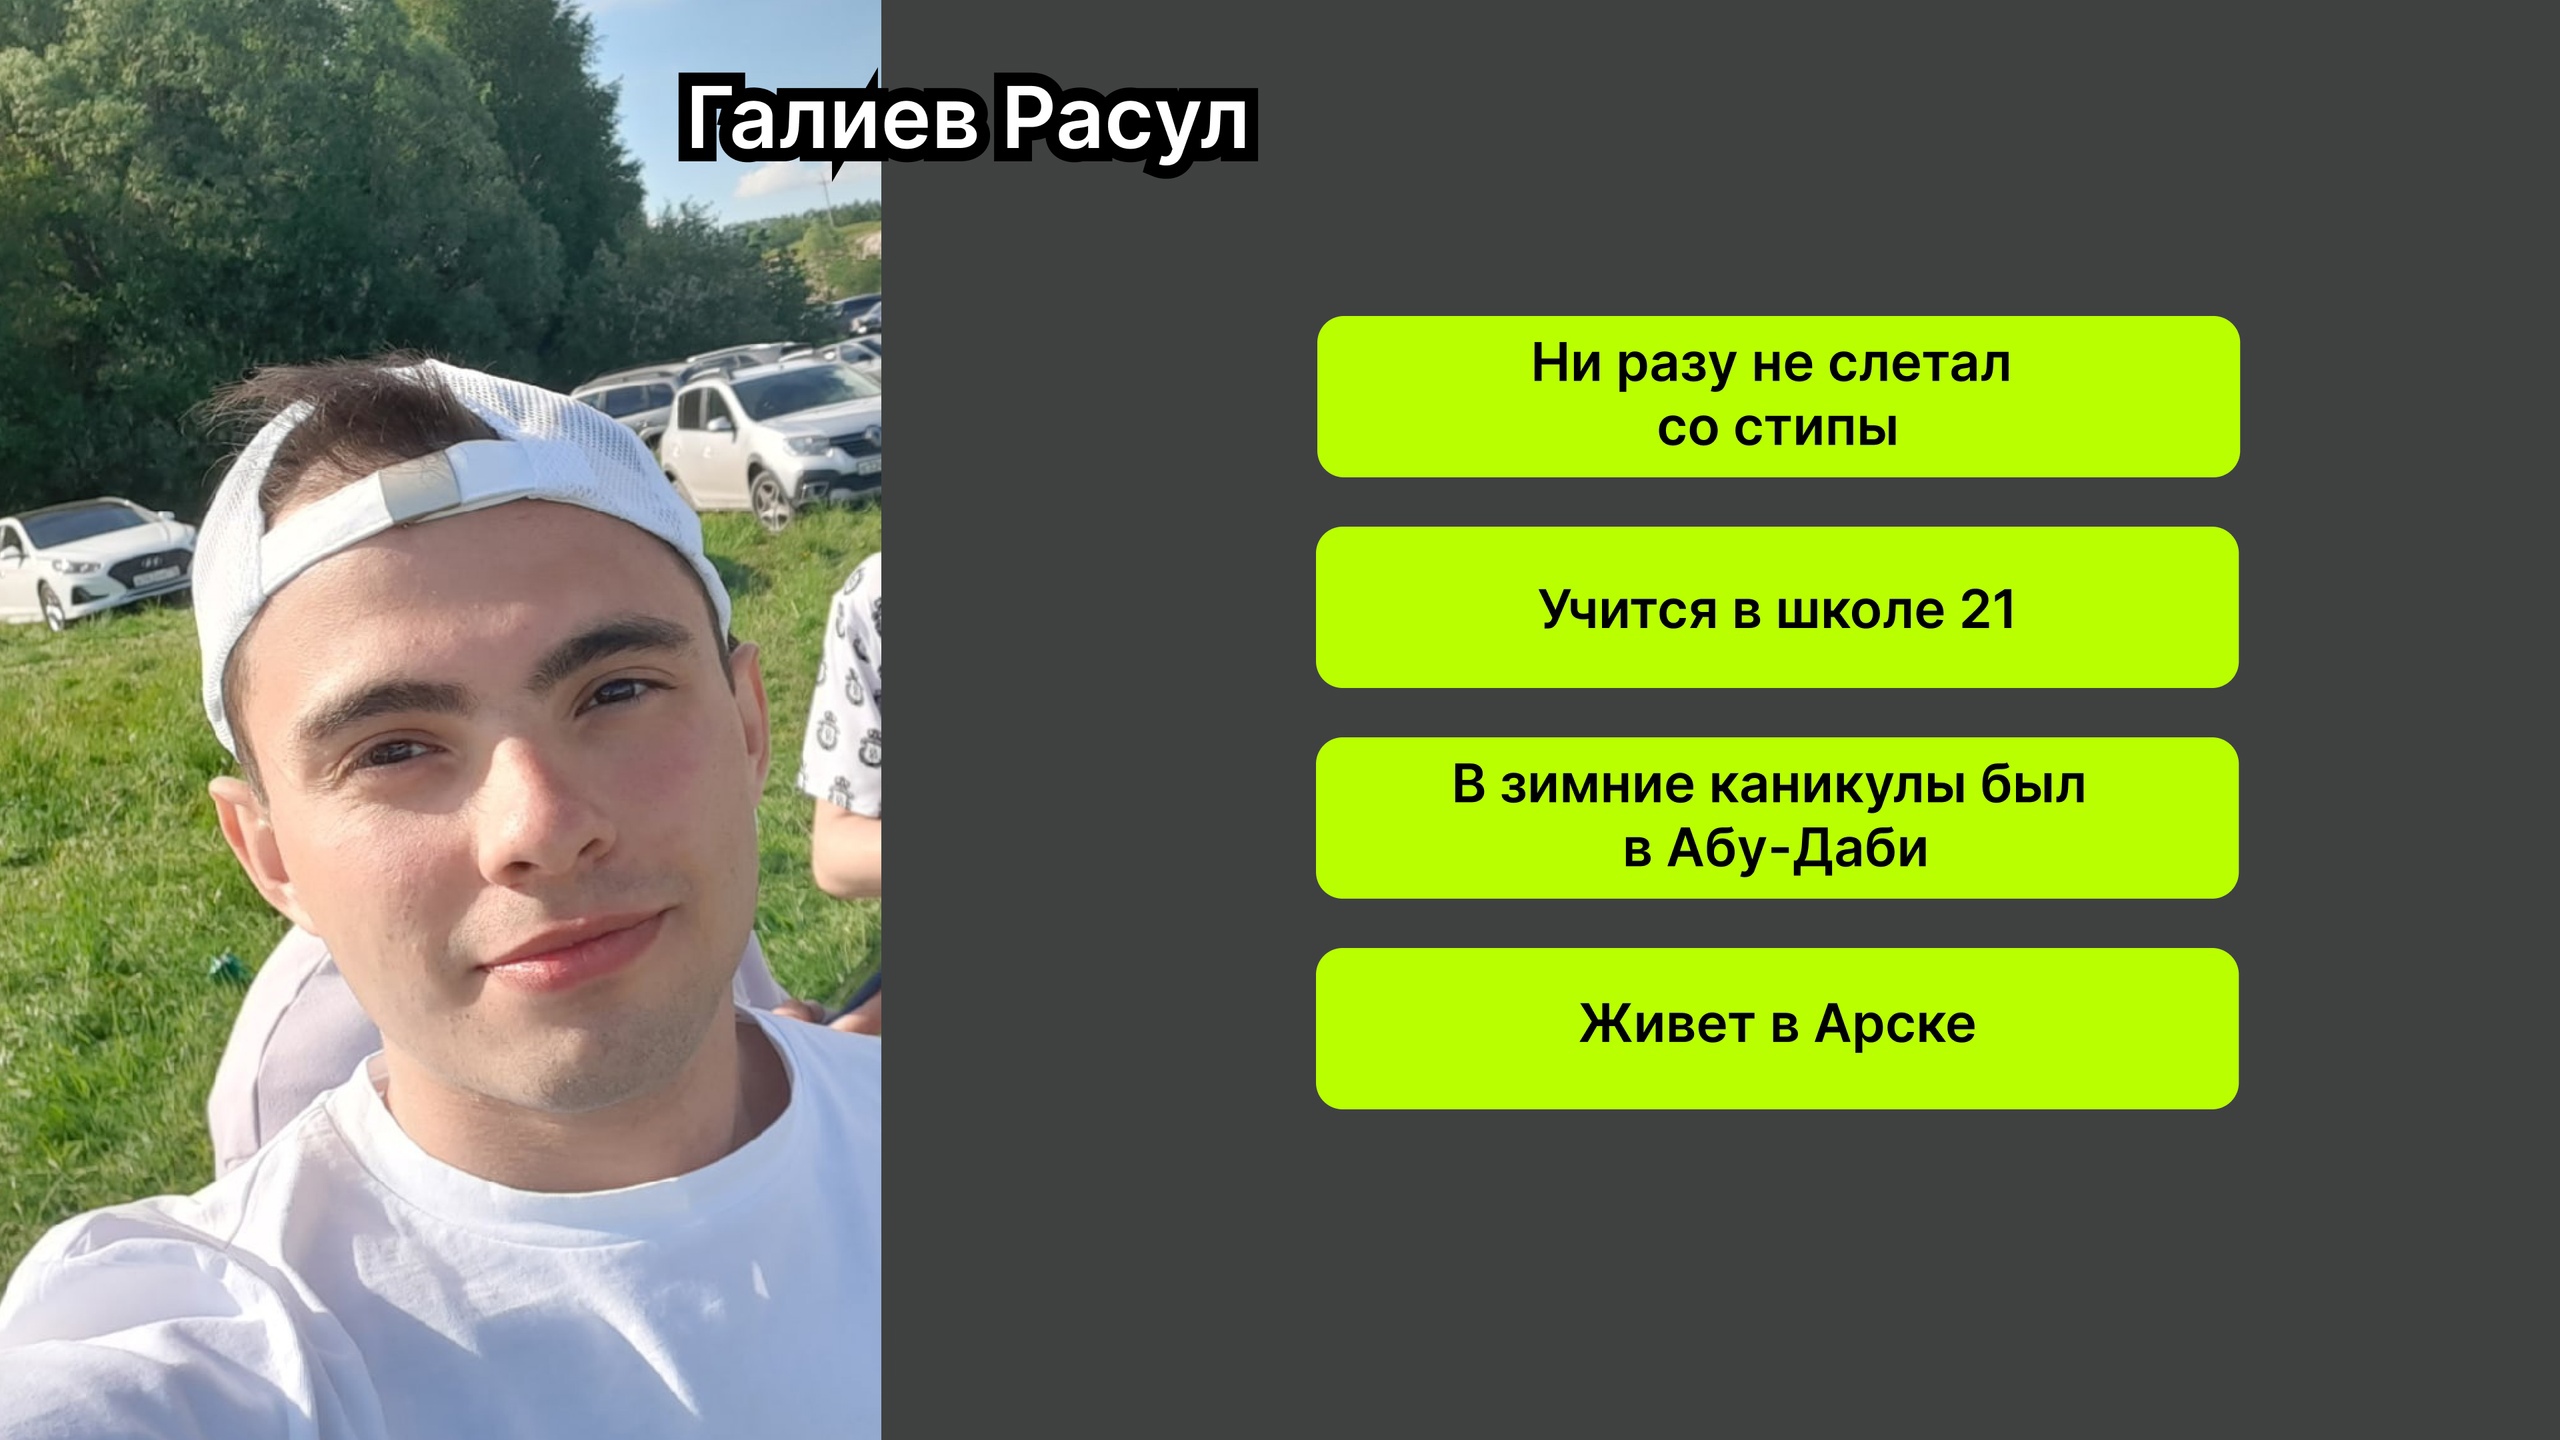 Галиев Расул
Ни разу не слетал
со стипы
Учится в школе 21
В зимние каникулы был
в Абу-Даби
Живет в Арске